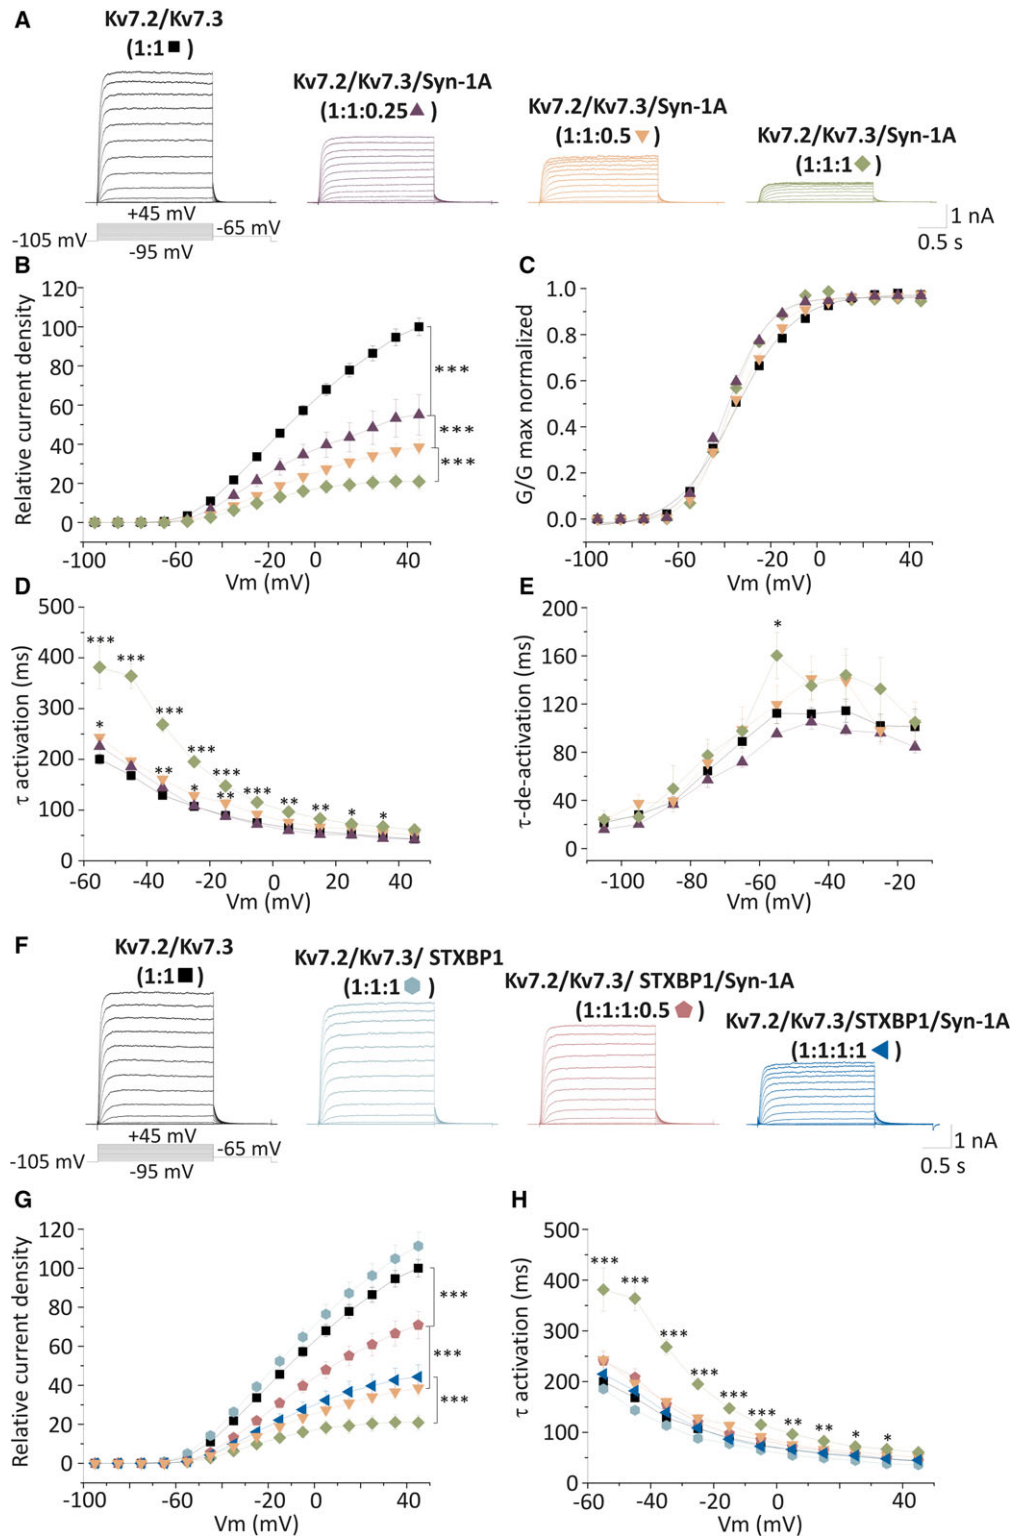 A
Kv7.2/Kv7.3
(1:1 )
Kv7.2/Kv7.3/Syn-1A
(1:1:0.25 )
Kv7.2/Kv7.3/Syn-1A
(1:1:0.5 )
Kv7.2/Kv7.3/Syn-1A
(1:1:1 )
+45 mV
-105 mV
-65 mV
-95 mV
1 nA
0.5 s
B
Relative current density
120
100
80
60
40
20
0
***
***
***
-100
-60
-20
0
40
Vm (mV)
C
G/G max normalized
1.0
0.8
0.6
0.4
0.2
0.0
-100
-60
-20
0
40
Vm (mV)
D
τ activation (ms)
500
400
300
200
100
0
***
***
***
***
***
***
**
**
*
*
*
**
*
**
-60
-40
-20
0
20
40
Vm (mV)
E
τ-de-activation (ms)
200
160
120
80
40
0
*
-100
-80
-60
-40
-20
Vm (mV)
F
Kv7.2/Kv7.3
(1:1 )
Kv7.2/Kv7.3/ STXBP1
(1:1:1 )
Kv7.2/Kv7.3/ STXBP1/Syn-1A
(1:1:1:0.5 )
Kv7.2/Kv7.3/STXBP1/Syn-1A
(1:1:1:1 )
+45 mV
-105 mV
-65 mV
-95 mV
1 nA
0.5 s
G
Relative current density
120
100
80
60
40
20
0
***
***
***
-100
-60
-20
0
40
Vm (mV)
H
τ activation (ms)
500
400
300
200
100
0
***
***
***
***
***
***
**
**
*
*
-60
-40
-20
0
20
40
Vm (mV)